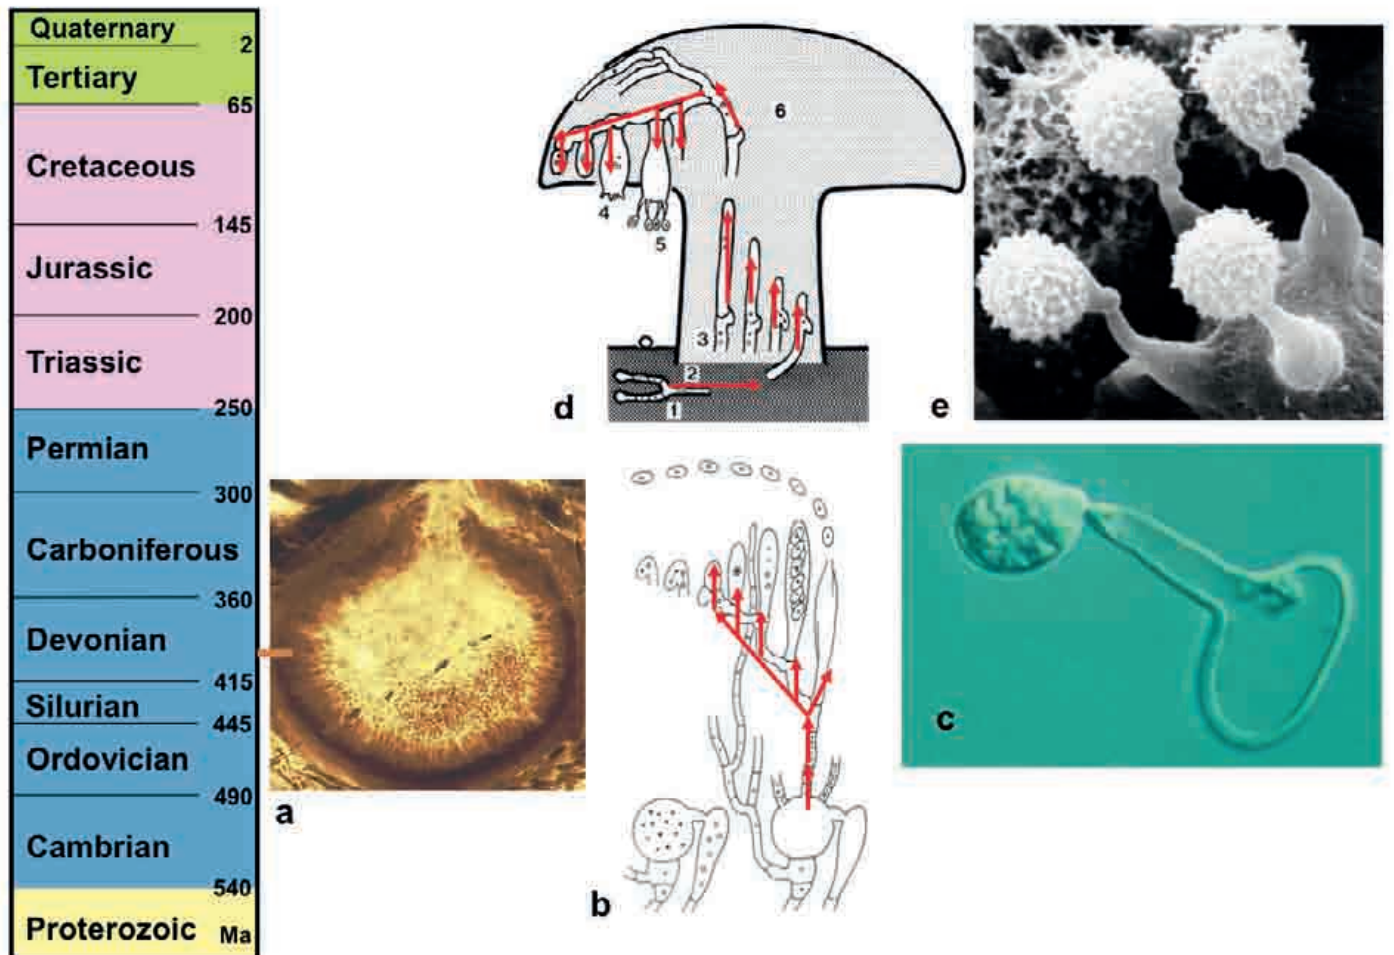 Quaternary
2
Tertiary
65
Cretaceous
145
Jurassic
200
Triassic
250
Permian
300
Carboniferous
360
Devonian
415
Silurian
445
Ordovician
490
Cambrian
540
Proterozoic Ma
a
6
4
5
3
2
1
d
e
b
c